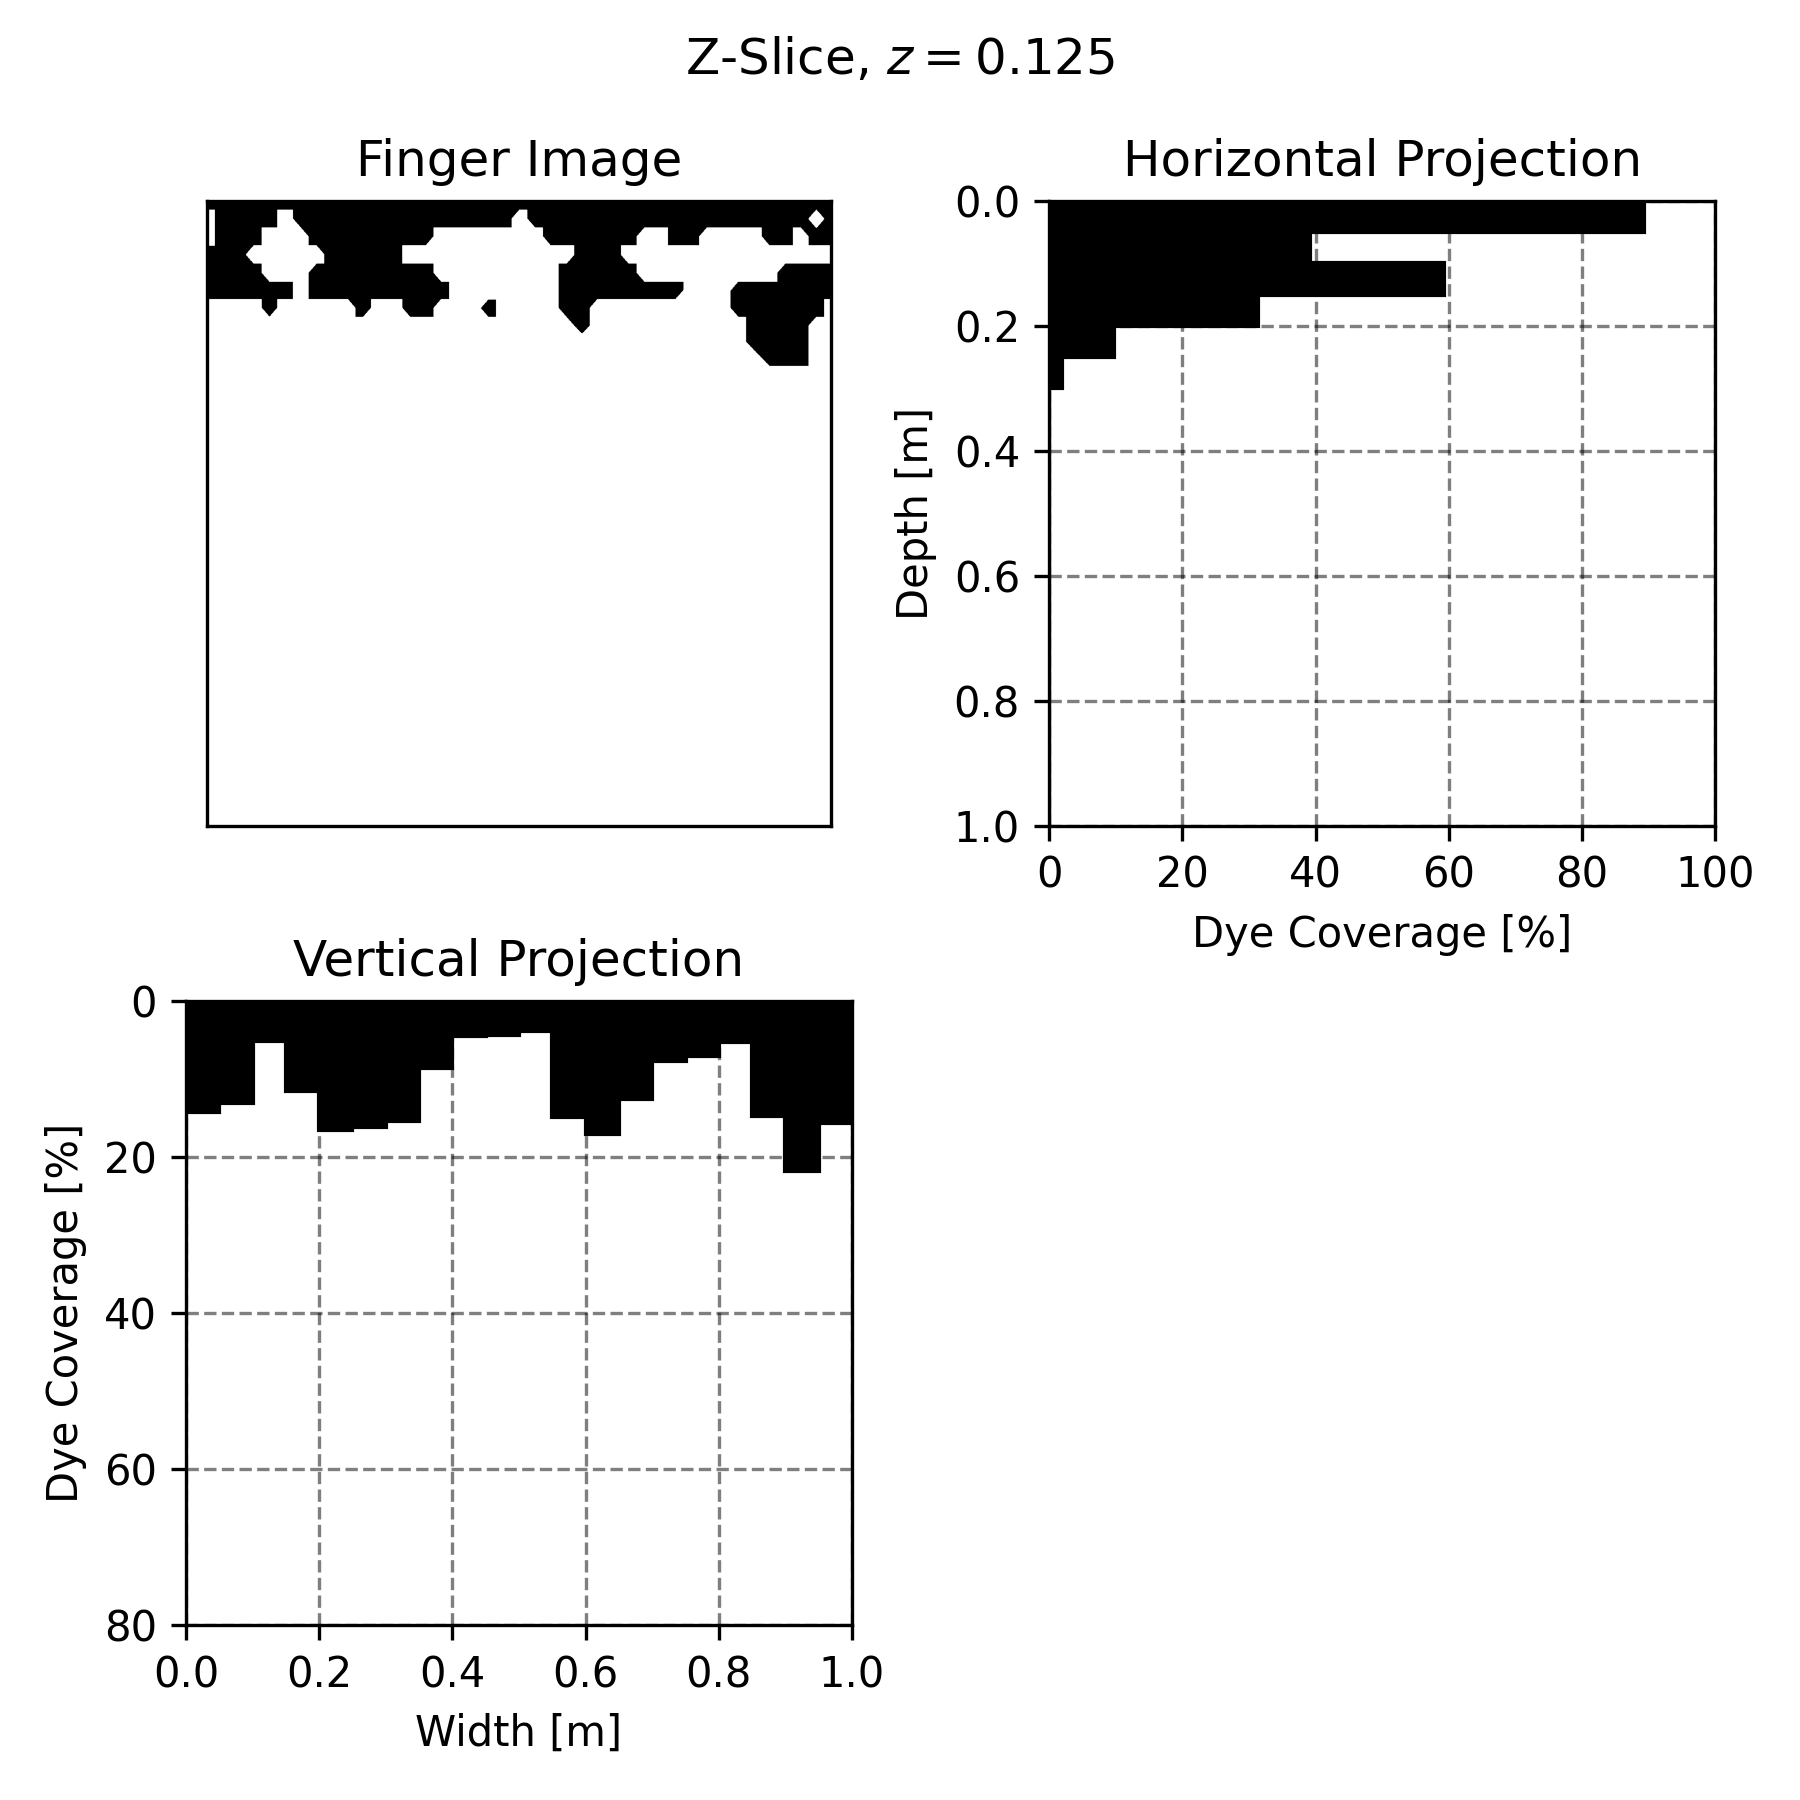 Z-Slice, z = 0.125
Finger Image
Horizontal Projection
0.0
0.2
0.4
0.6
0.8
1.0
Depth [m]
0 20 40 60 80 100
Dye Coverage [%]
Vertical Projection
0
20
40
60
80
Dye Coverage [%]
0.0 0.2 0.4 0.6 0.8 1.0
Width [m]